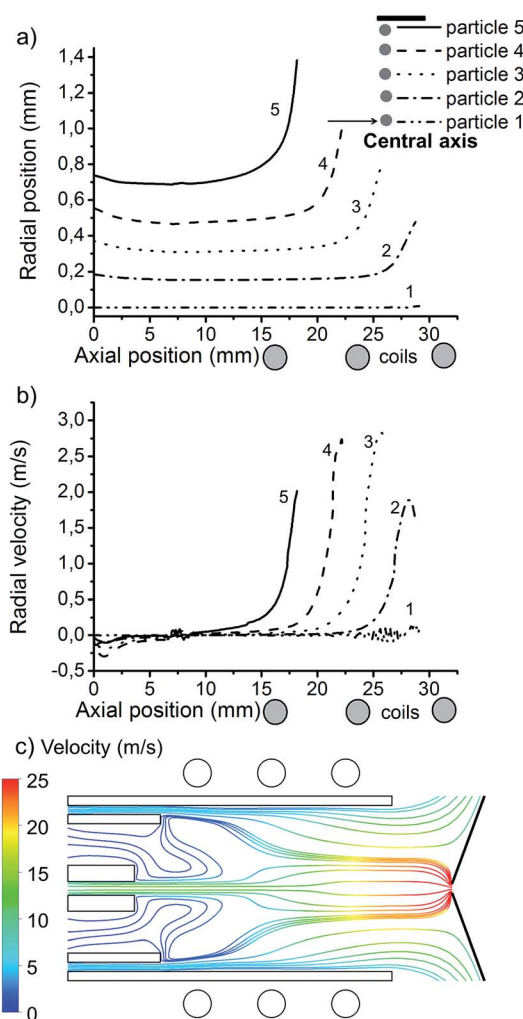 a)
particle 5
particle 4
particle 3
particle 2
particle 1
Central axis
Radial position (mm)
1,4
1,2
1,0
0,8
0,6
0,4
0,2
0,0
5
4
3
2
1
0 5 10 15 20 25 30
Axial position (mm) coils
b)
Radial velocity (m/s)
3,0
2,5
2,0
1,5
1,0
0,5
0,0
-0,5
5
4
3
2
1
0 5 10 15 20 25 30
Axial position (mm) coils
c) Velocity (m/s)
25
20
15
10
5
0